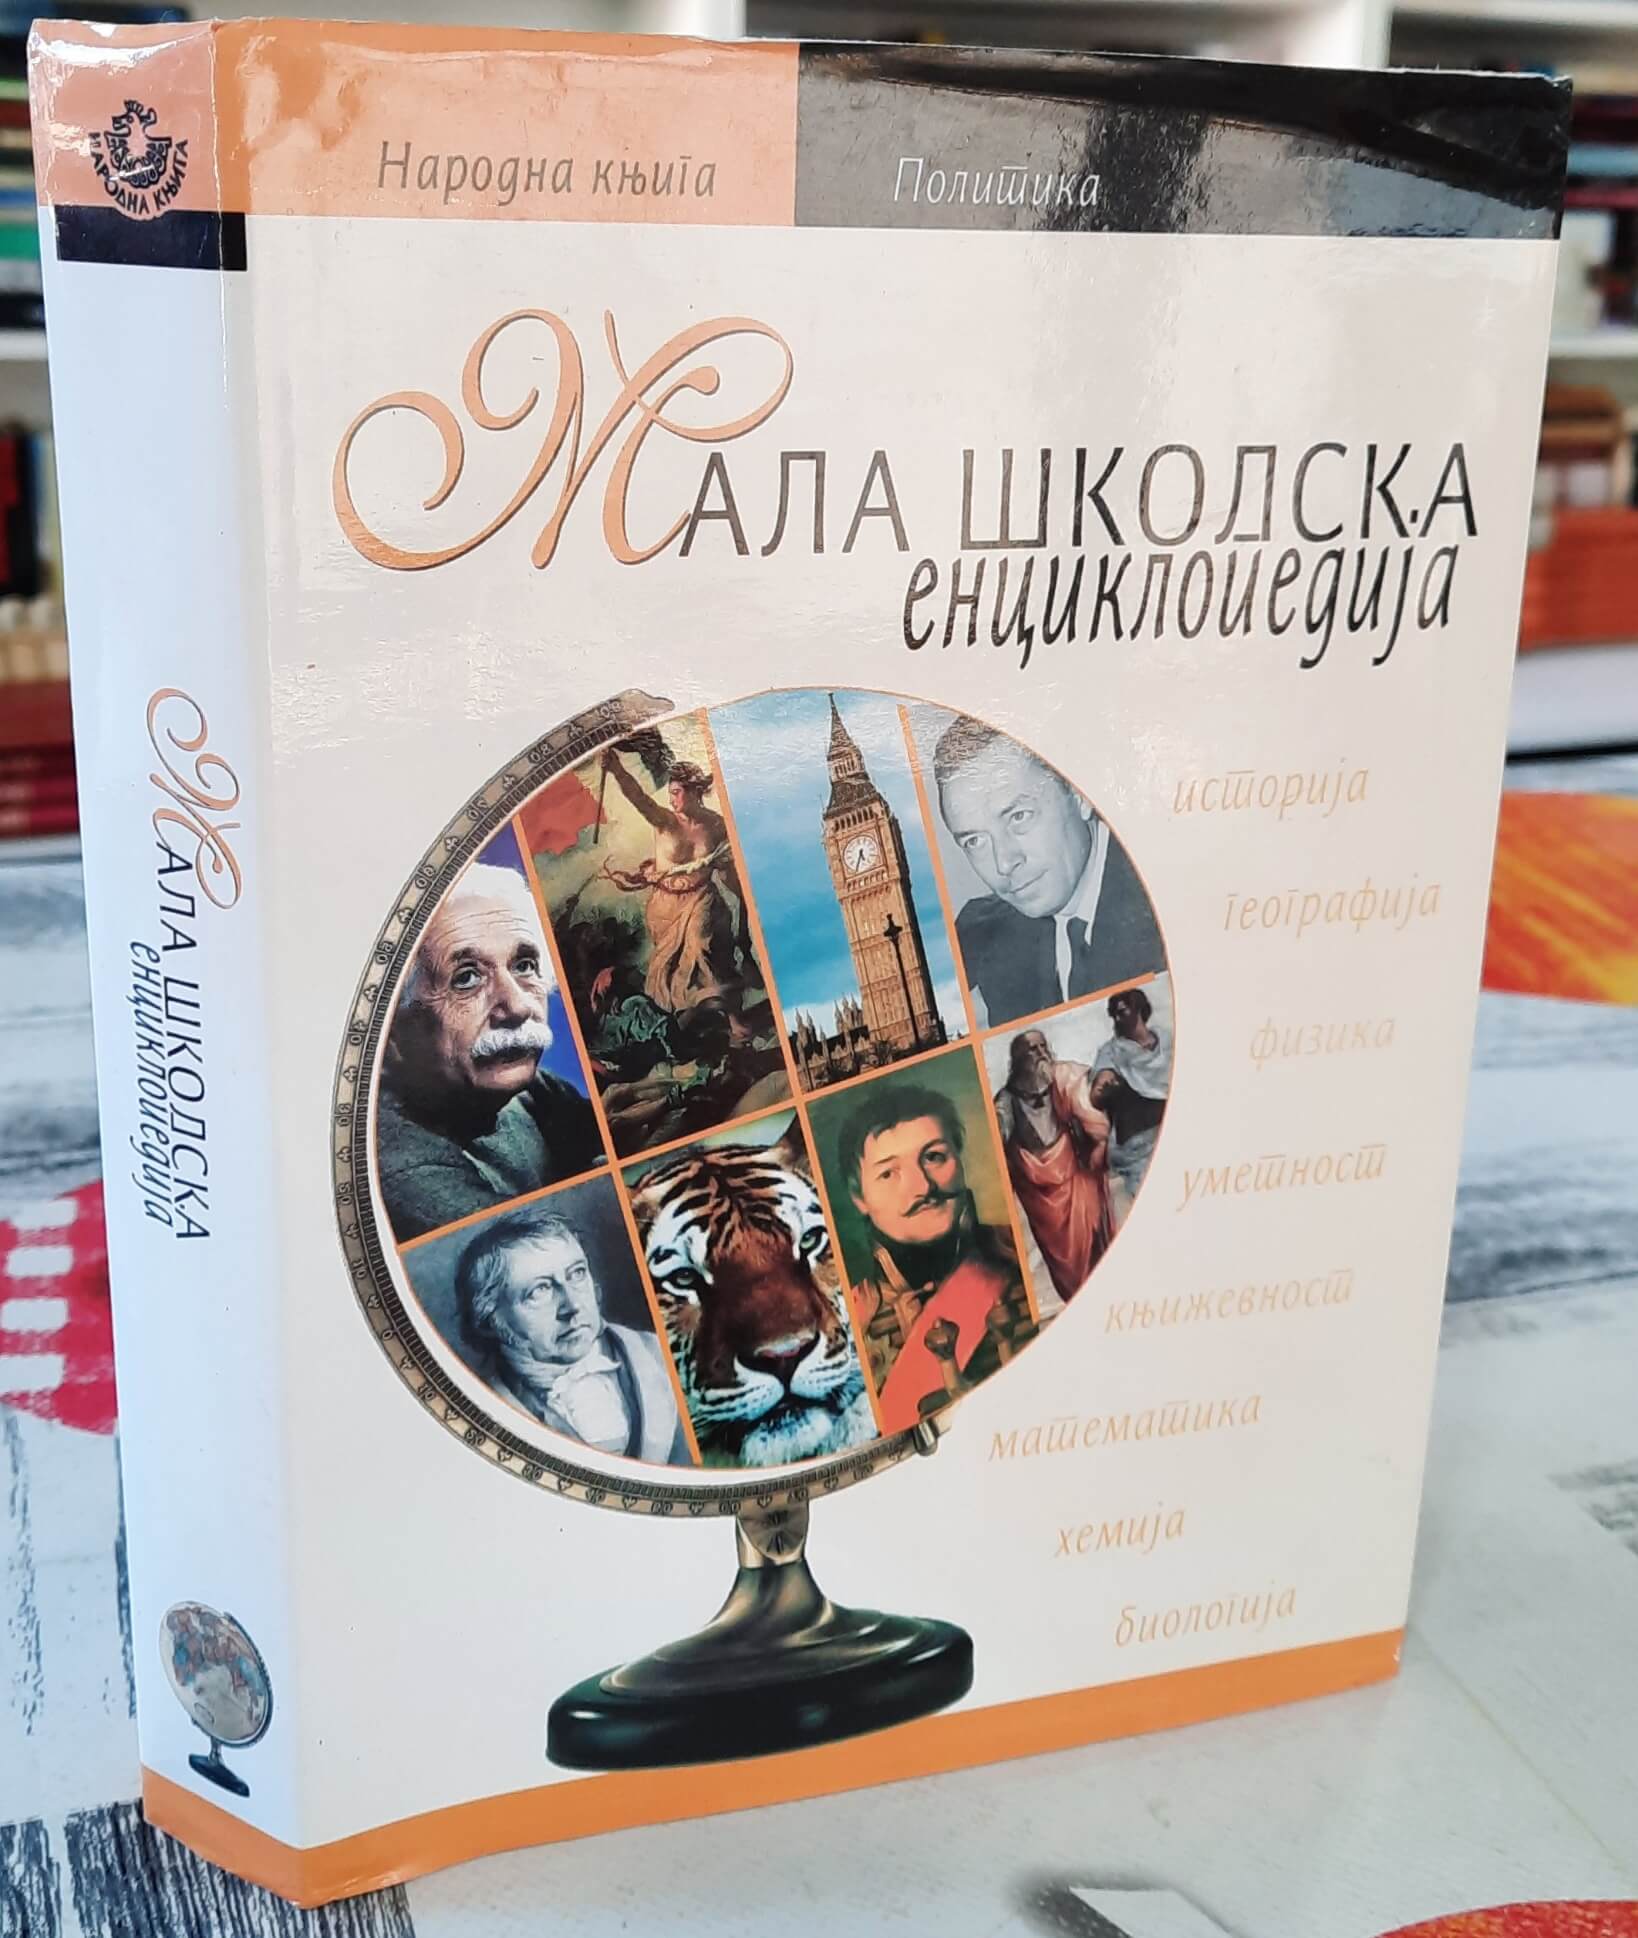 НАРОДНА КЊИГА
Народна књига
Политика
МАЛА ШКОЛСКА
енциклопедија
историја
географија
физика
уметност
књижевност
математика
хемија
биологија
МАЛА ШКОЛСКА
енциклопедија